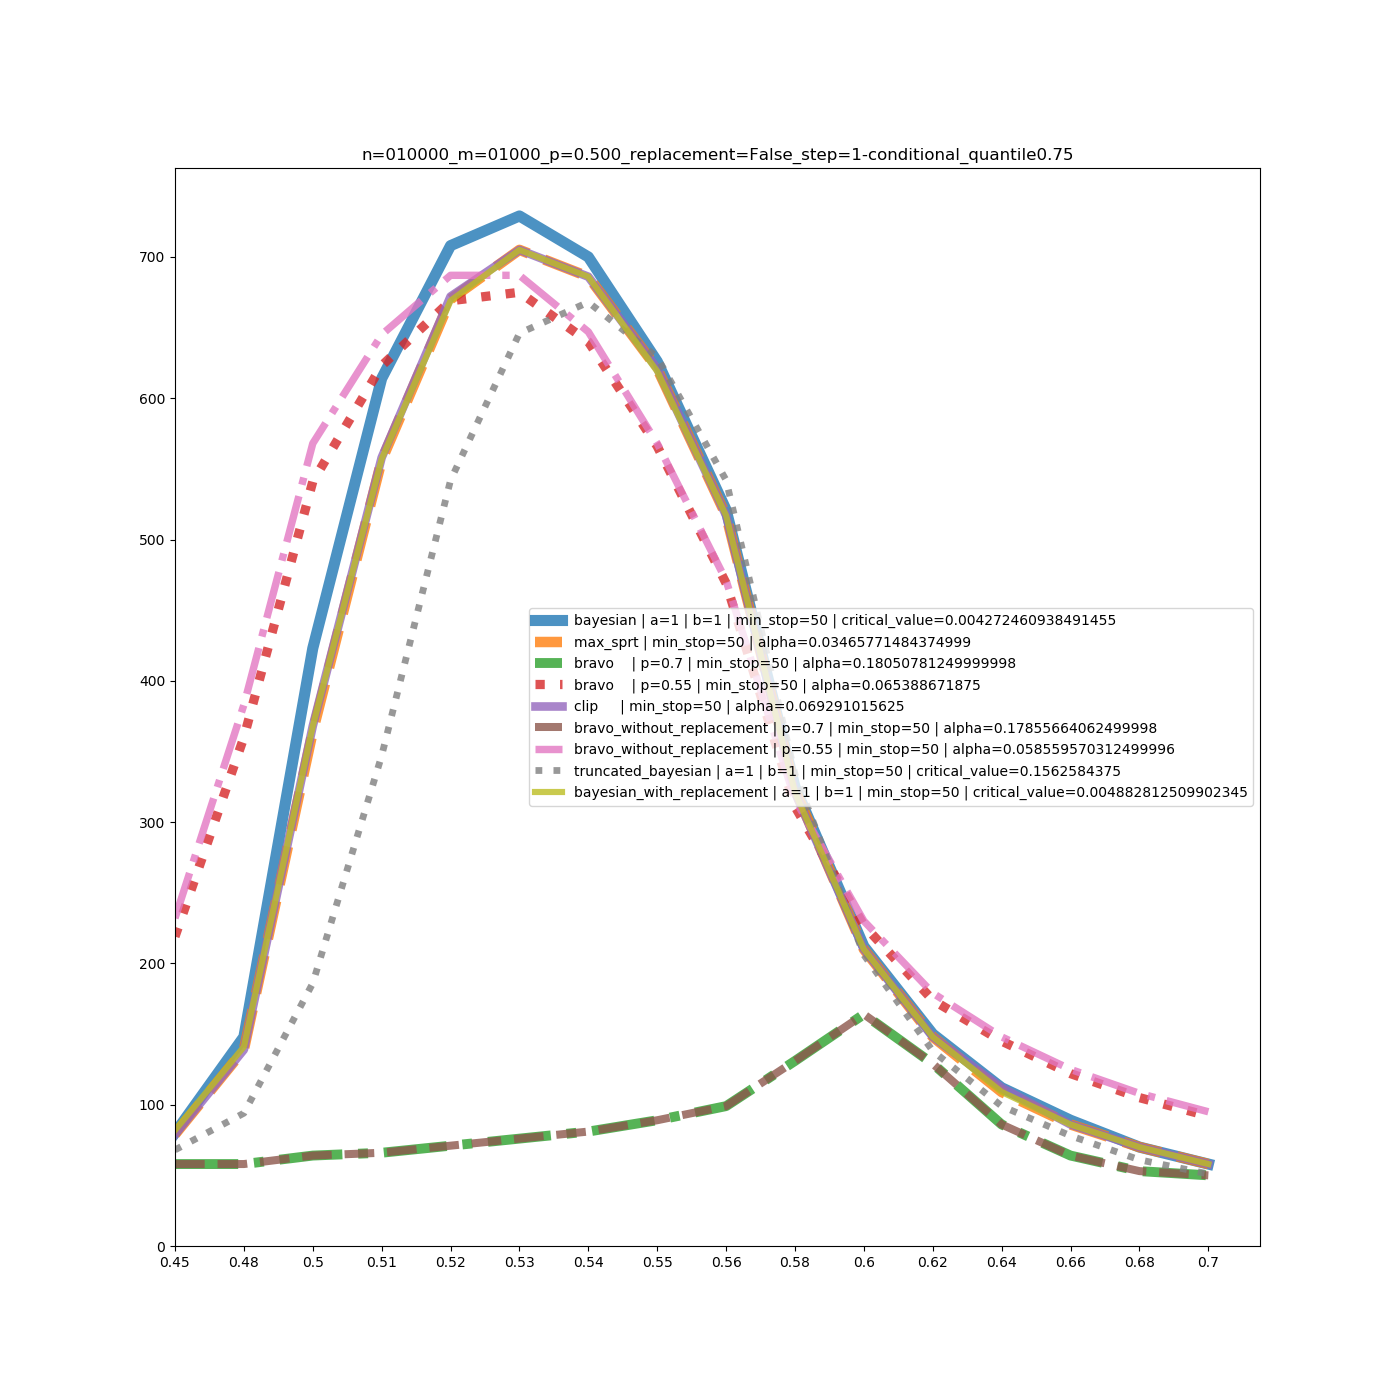 n=010000_m=01000_p=0.500_replacement=False_step=1-conditional_quantile0.75
700
600
500
400
300
200
100
0
bayesian | a=1 | b=1 | min_stop=50 | critical_value=0.004272460938491455
max_sprt | min_stop=50 | alpha=0.03465771484374999
bravo | p=0.7 | min_stop=50 | alpha=0.18050781249999998
bravo | p=0.55 | min_stop=50 | alpha=0.065388671875
clip | min_stop=50 | alpha=0.069291015625
bravo_without_replacement | p=0.7 | min_stop=50 | alpha=0.17855664062499998
bravo_without_replacement | p=0.55 | min_stop=50 | alpha=0.058559570312499996
truncated_bayesian | a=1 | b=1 | min_stop=50 | critical_value=0.1562584375
bayesian_with_replacement | a=1 | b=1 | min_stop=50 | critical_value=0.004882812509902345
0.45 0.48 0.5 0.51 0.52 0.53 0.54 0.55 0.56 0.58 0.6 0.62 0.64 0.66 0.68 0.7